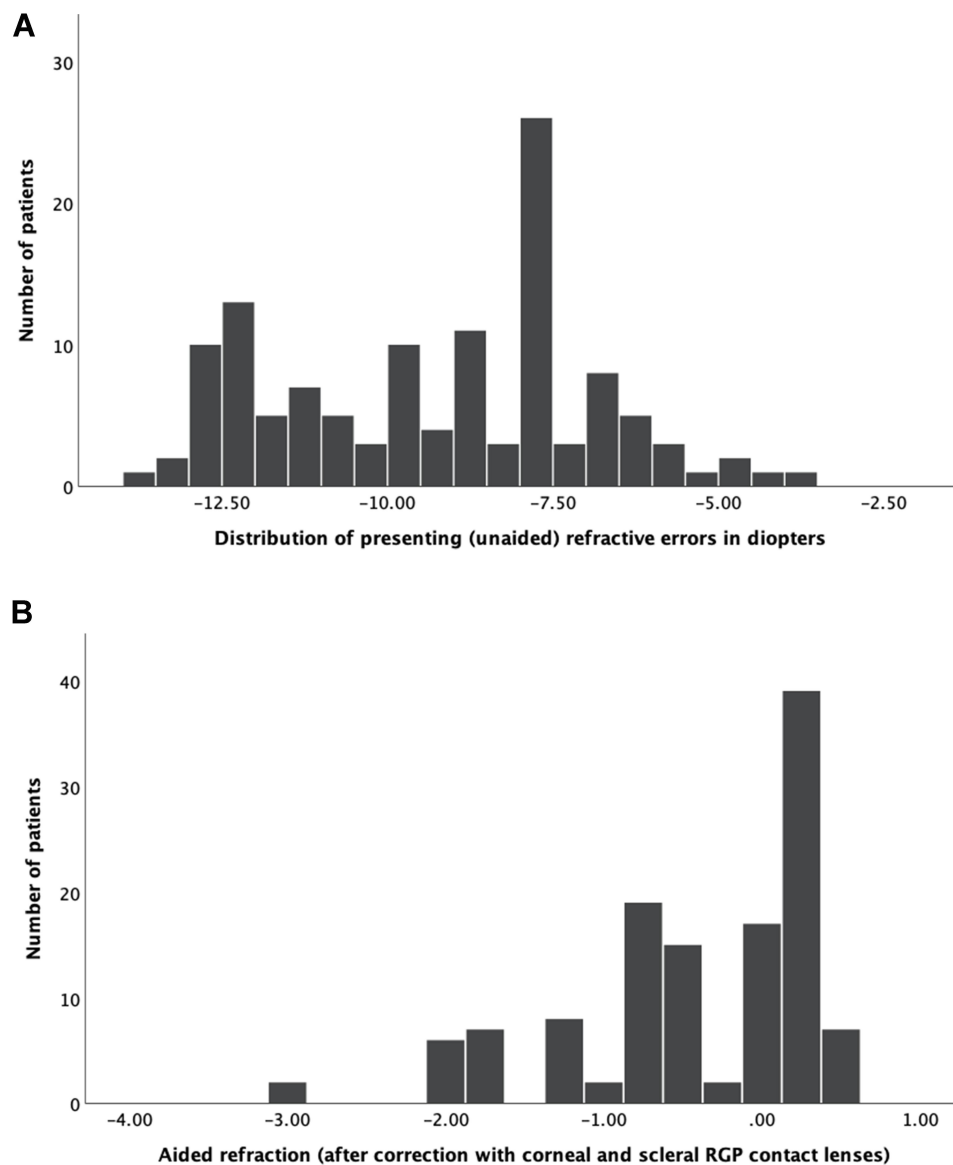 A
30
20
10
0
Number of patients
−12.50 −10.00 −7.50 −5.00 −2.50
Distribution of presenting (unaided) refractive errors in diopters
B
40
30
20
10
0
Number of patients
−4.00 −3.00 −2.00 −1.00 .00 1.00
Aided refraction (after correction with corneal and scleral RGP contact lenses)